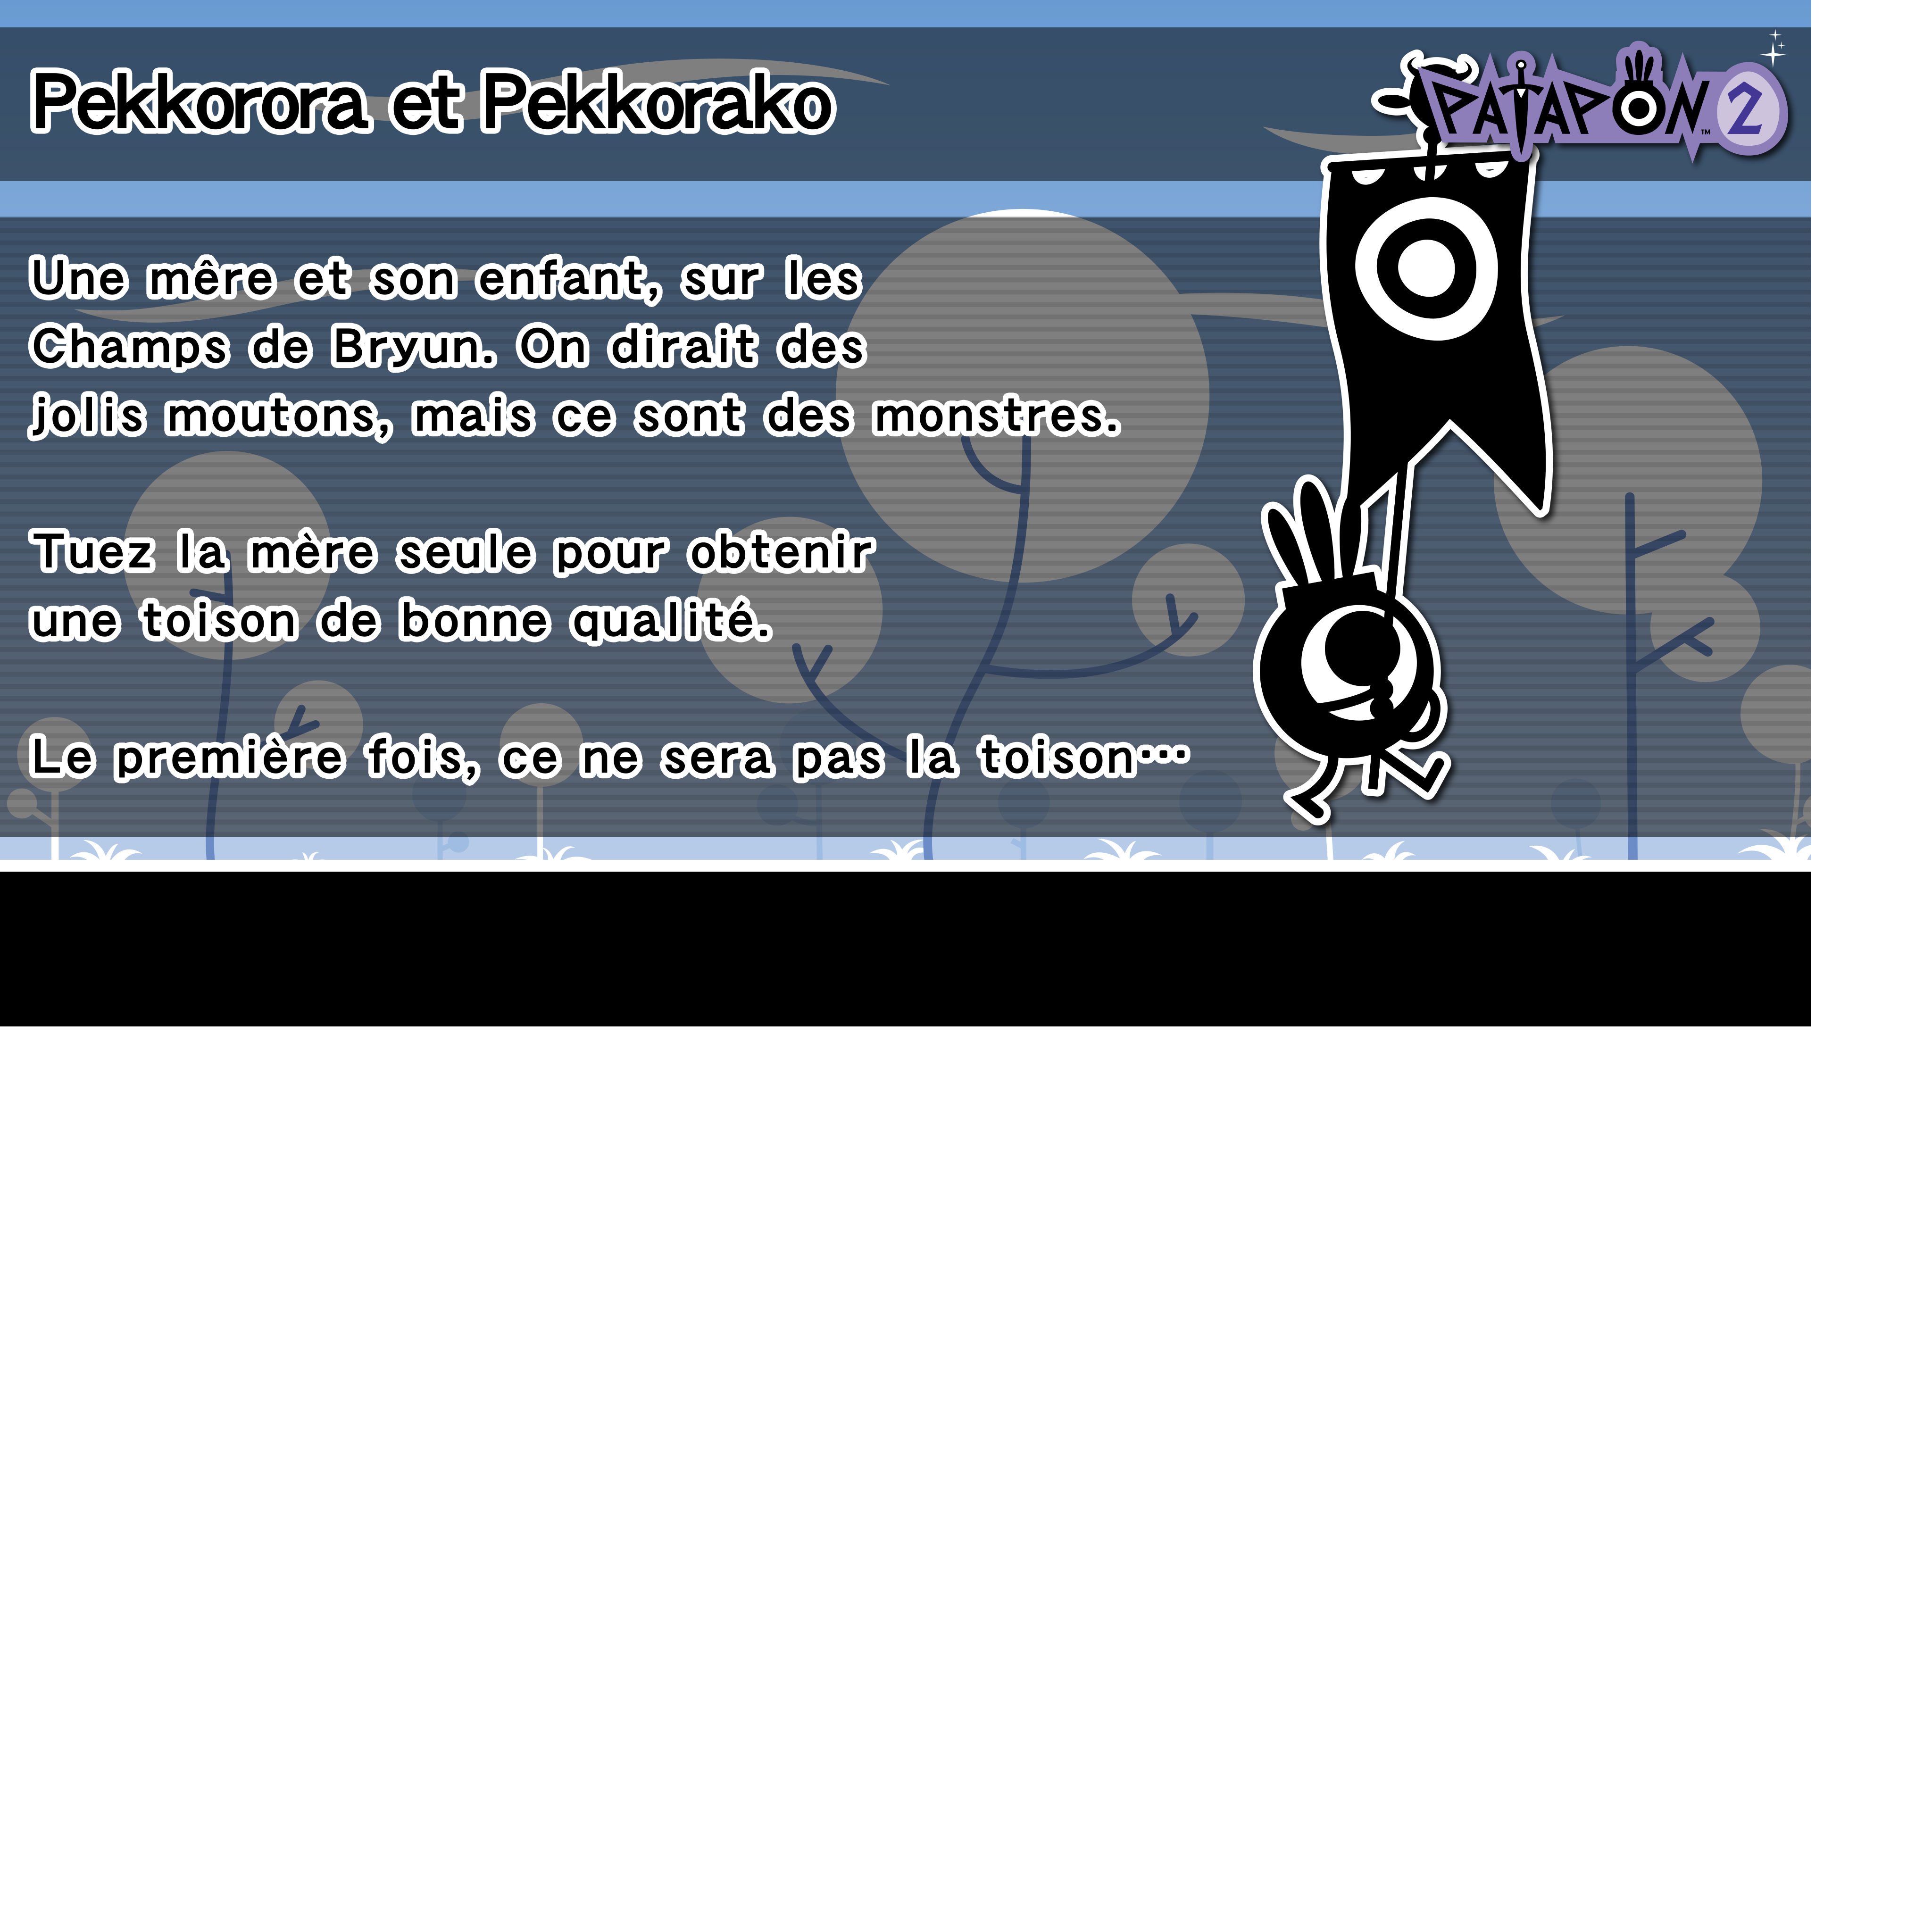 Pekkorora et Pekkorako
PATAPON 2
TM
Une mère et son enfant, sur les
Champs de Bryun. On dirait des
jolis moutons, mais ce sont des monstres.
Tuez la mère seule pour obtenir
une toison de bonne qualité.
Le première fois, ce ne sera pas la toison…